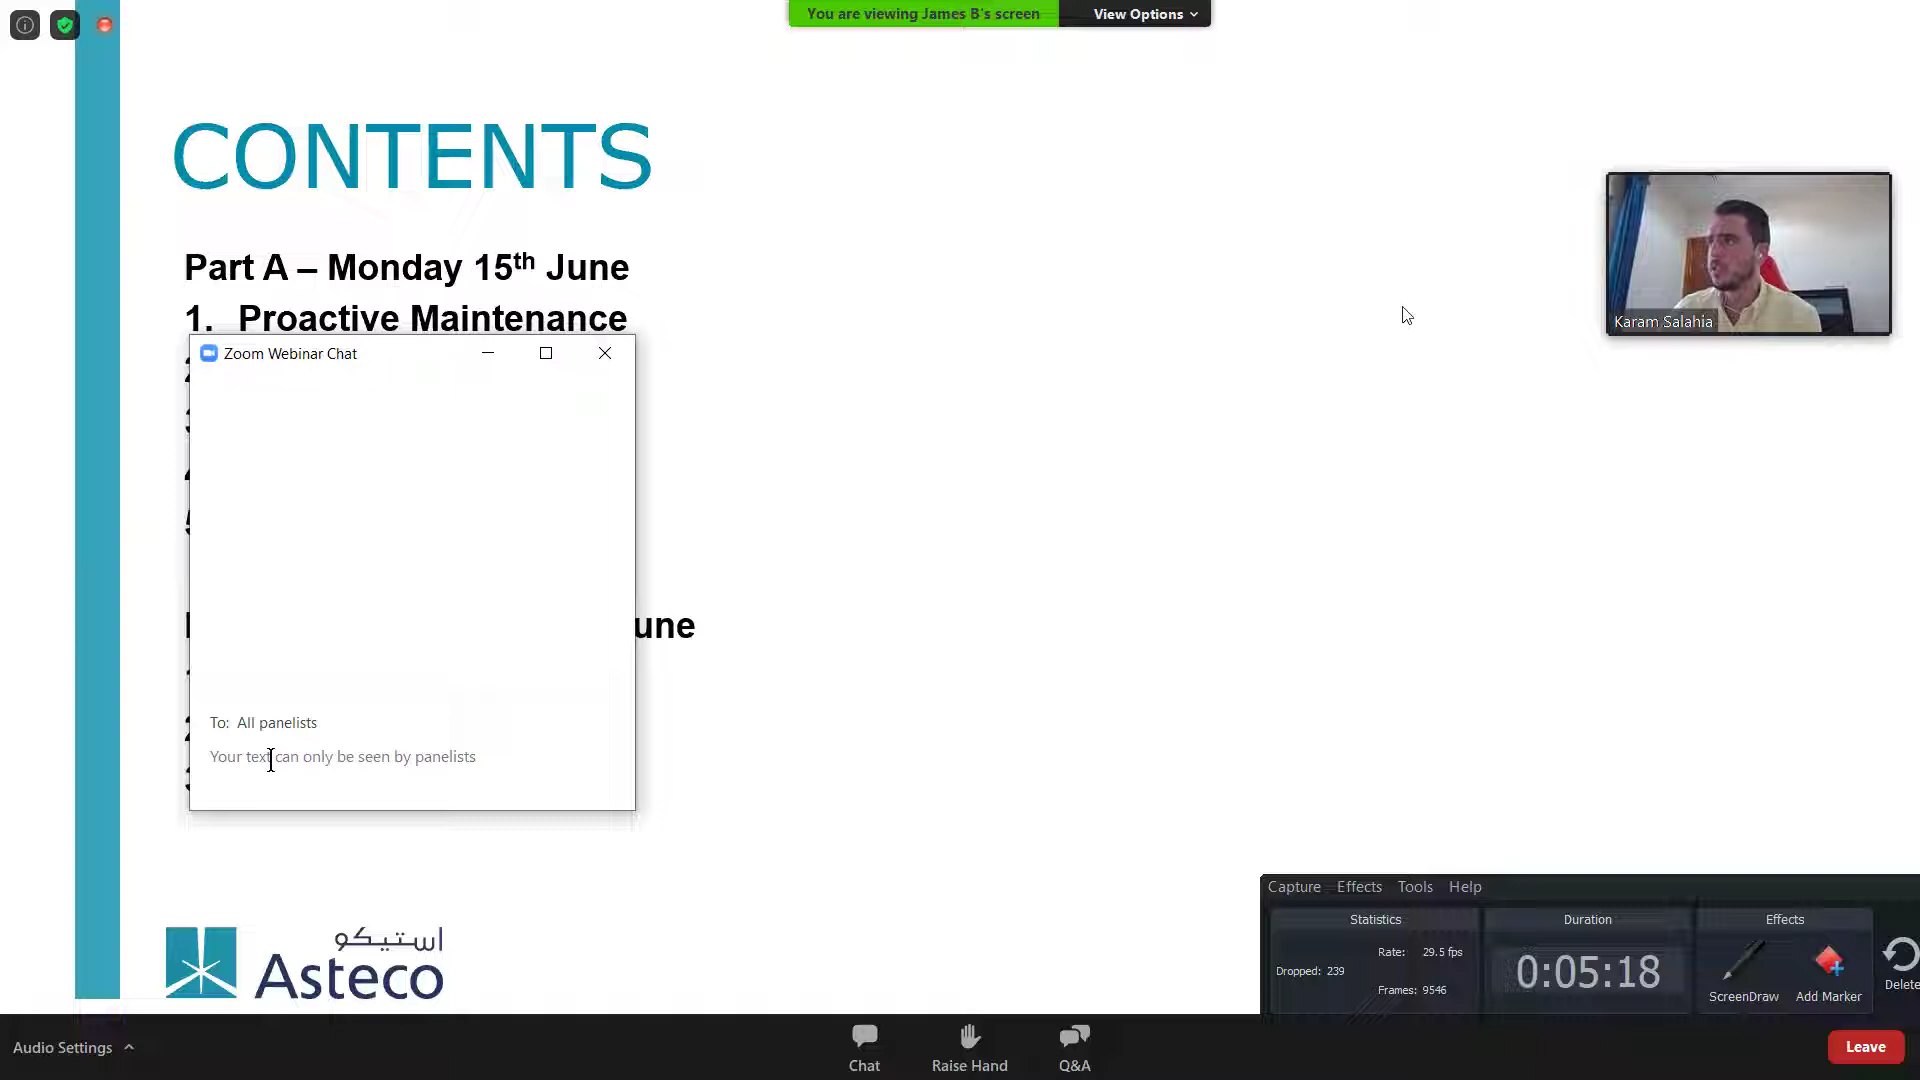 You are viewing James B's screen
View Options
CONTENTS
Part A – Monday 15th June
1. Proactive Maintenance
Zoom Webinar Chat
une
To: All panelists
Your text can only be seen by panelists
Karam Salahia
استيكو
Asteco
Capture Effects Tools Help
Statistics
Duration
Effects
Rate: 29.5 fps
Dropped: 239
Frames: 9546
0:05:18
ScreenDraw
Add Marker
Delete
Audio Settings
Chat
Raise Hand
Q&A
Leave